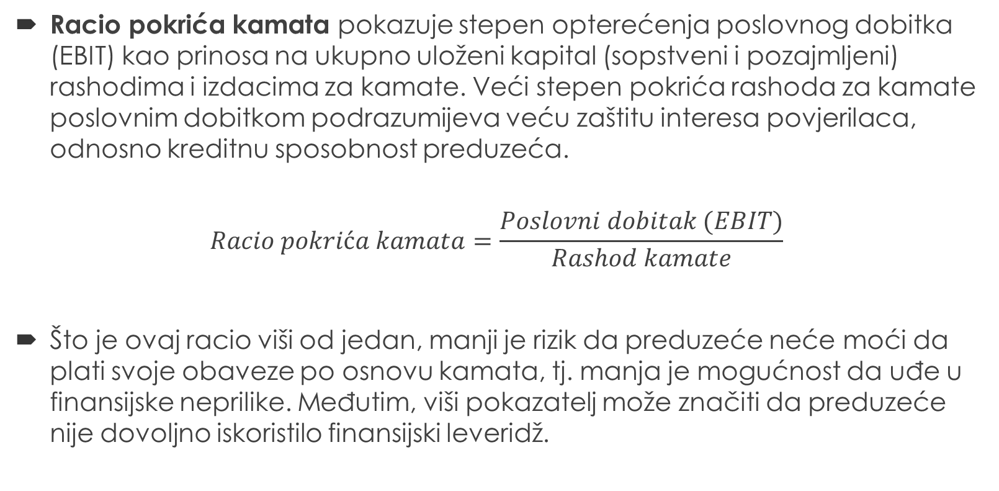 Racio pokrića kamata pokazuje stepen opterećenja poslovnog dobitka
(EBIT) kao prinosa na ukupno uloženi kapital (sopstveni i pozajmljeni)
rashodima i izdacima za kamate. Veći stepen pokrića rashoda za kamate
poslovnim dobitkom podrazumijeva veću zaštitu interesa povjerilaca,
odnosno kreditnu sposobnost preduzeća.
Racio pokrića kamata = Poslovni dobitak (EBIT)
Rashod kamate
Što je ovaj racio viši od jedan, manji je rizik da preduzeće neće moći da
plati svoje obaveze po osnovu kamata, tj. manja je mogućnost da uđe u
finansijske neprilike. Međutim, viši pokazatelj može značiti da preduzeće
nije dovoljno iskoristilo finansijski leveridž.